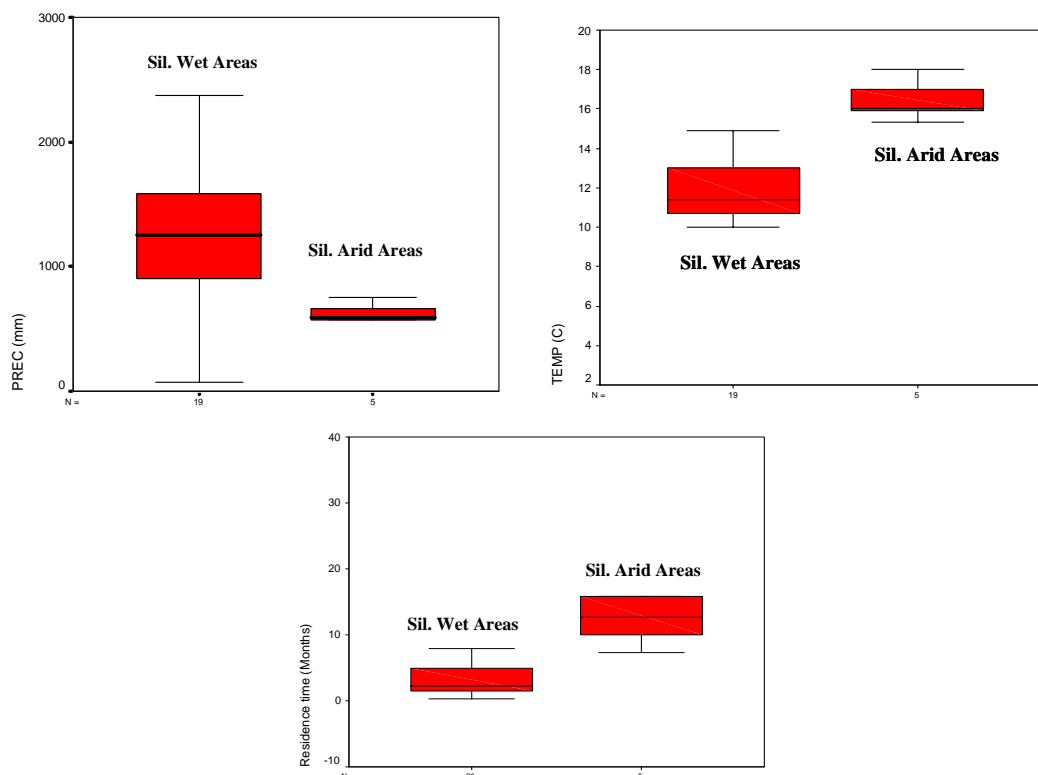 3000
Sil. Wet Areas
2000
Sil. Arid Areas
1000
PREC (mm)
0
N =
19
5
20
18
16
14
Sil. Arid Areas
12
10
Sil. Wet Areas
8
6
4
TEMP (C)
2
N =
19
5
40
30
20
Sil. Arid Areas
Sil. Wet Areas
10
0
Residence time (Months)
-10